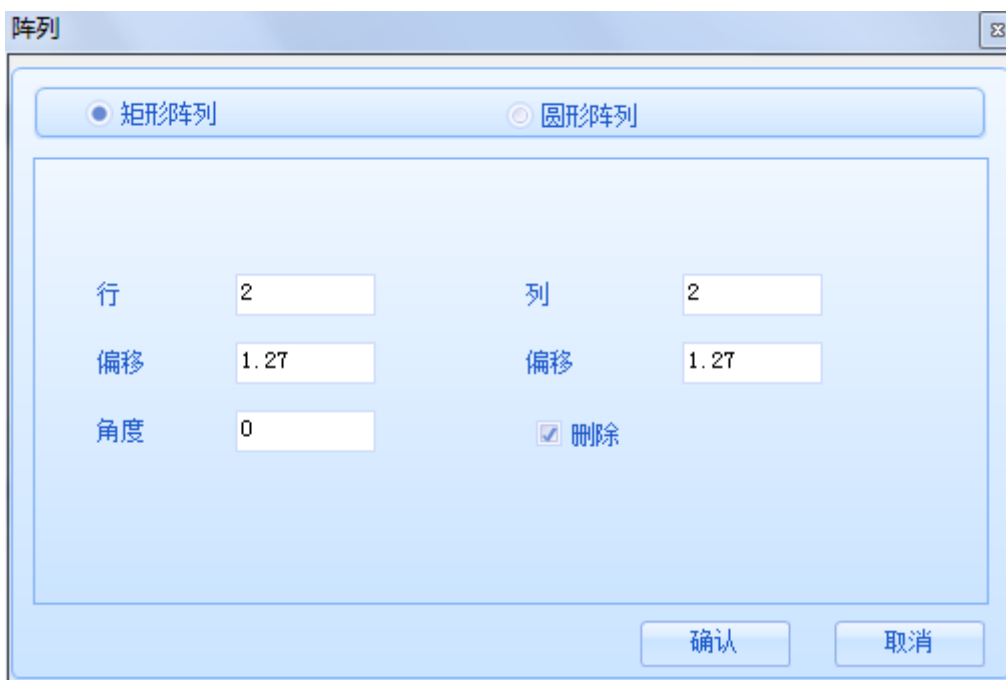 阵列
矩形阵列 圆形阵列
行 2 列 2
偏移 1.27 偏移 1.27
角度 0 删除
确认 取消